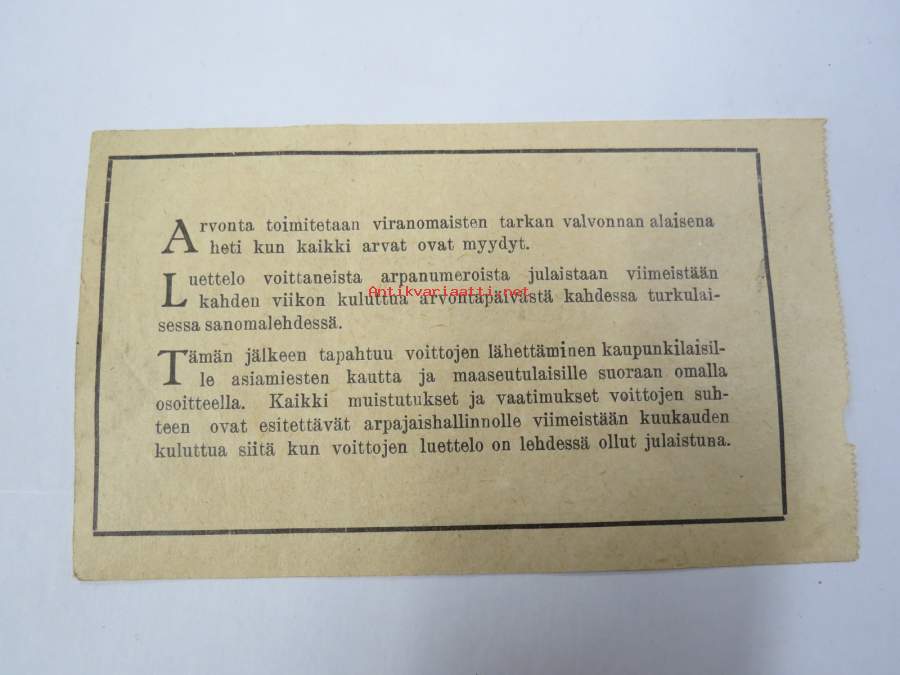 Arvonta toimitetaan viranomaisten tarkan valvonnan alaisena
heti kun kaikki arvat ovat myydyt.
Luettelo voittaneista arpanumeroista julaistaan viimeistään
kahden viikon kuluttua arvontapäivästä kahdessa turkulai-
sessa sanomalehdessä.
Antikvariaatti.net
Tämän jälkeen tapahtuu voittojen lähettäminen kaupunkilaisil-
le asiamiesten kautta ja maaseutulaisille suoraan omalla
osoitteella. Kaikki muistutukset ja vaatimukset voittojen suh-
teen ovat esitettävät arpajaishallinnolle viimeistään kuukauden
kuluttua siitä kun voittojen luettelo on lehdessä ollut julaistuna.